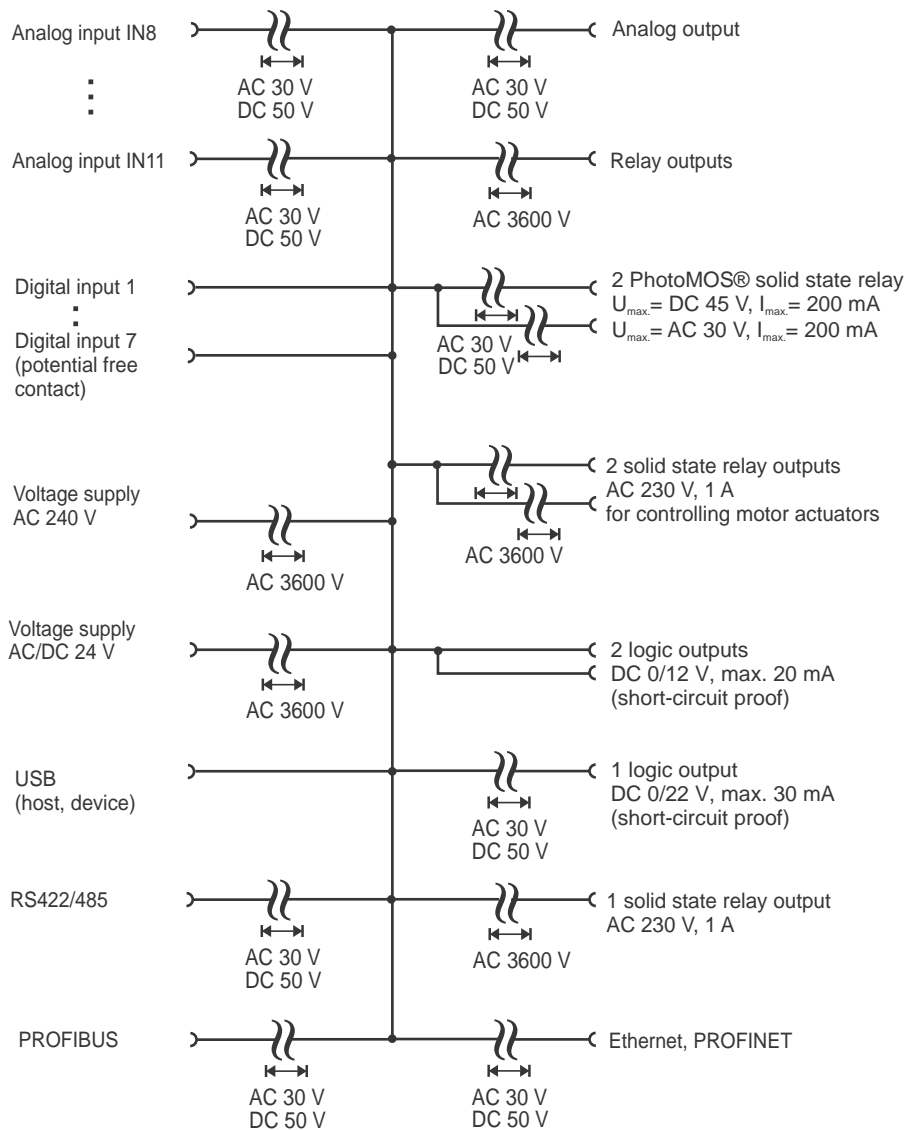 Analog input IN8
AC 30 V
DC 50 V
Analog output
AC 30 V
DC 50 V
Analog input IN11
AC 30 V
DC 50 V
Relay outputs
AC 3600 V
Digital input 1
Digital input 7
(potential free
contact)
2 PhotoMOS® solid state relay
Umax.= DC 45 V, Imax.= 200 mA
Umax.= AC 30 V, Imax.= 200 mA
AC 30 V
DC 50 V
Voltage supply
AC 240 V
AC 3600 V
2 solid state relay outputs
AC 230 V, 1 A
for controlling motor actuators
AC 3600 V
Voltage supply
AC/DC 24 V
AC 3600 V
2 logic outputs
DC 0/12 V, max. 20 mA
(short-circuit proof)
USB
(host, device)
1 logic output
DC 0/22 V, max. 30 mA
(short-circuit proof)
AC 30 V
DC 50 V
RS422/485
AC 30 V
DC 50 V
1 solid state relay output
AC 230 V, 1 A
AC 3600 V
PROFIBUS
AC 30 V
DC 50 V
Ethernet, PROFINET
AC 30 V
DC 50 V